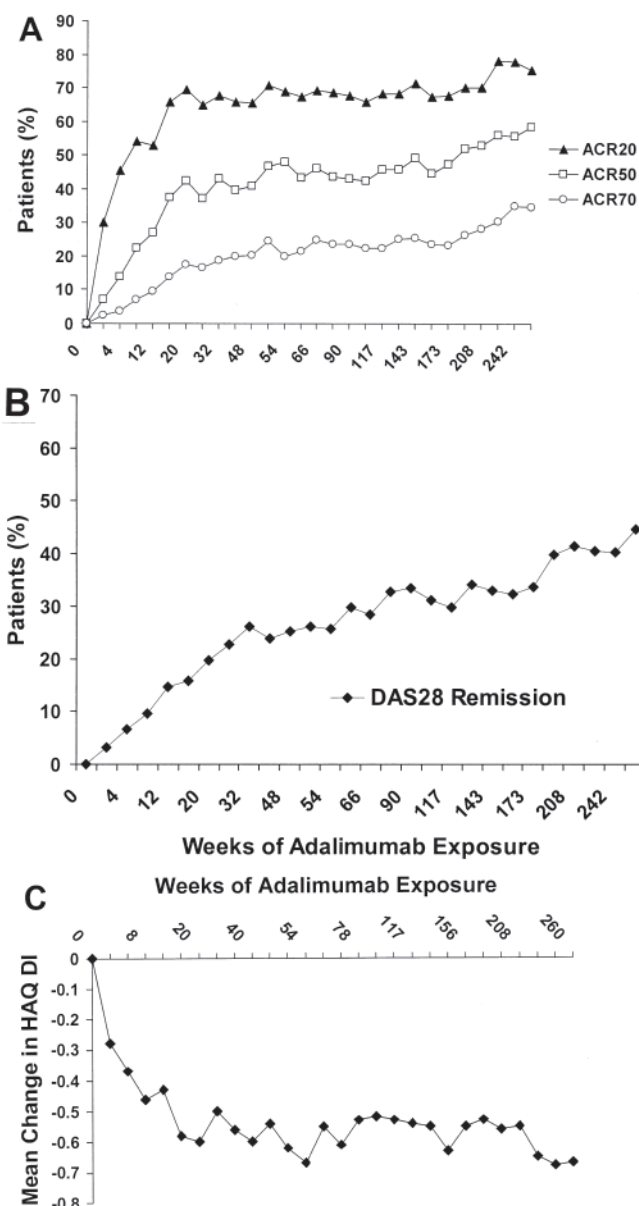 A
90
80
70
60
50
40
30
20
10
0
Patients (%)
ACR20
ACR50
ACR70
0 4 12 20 32 48 54 66 90 117 143 173 208 242
B
70
60
50
40
30
20
10
0
Patients (%)
DAS28 Remission
0 4 12 20 32 48 54 66 90 117 143 173 208 242
Weeks of Adalimumab Exposure
Weeks of Adalimumab Exposure
C
0 8 20 40 54 78 117 156 208 260
0
-0.1
-0.2
-0.3
-0.4
-0.5
-0.6
-0.7
-0.8
Mean Change in HAQ DI